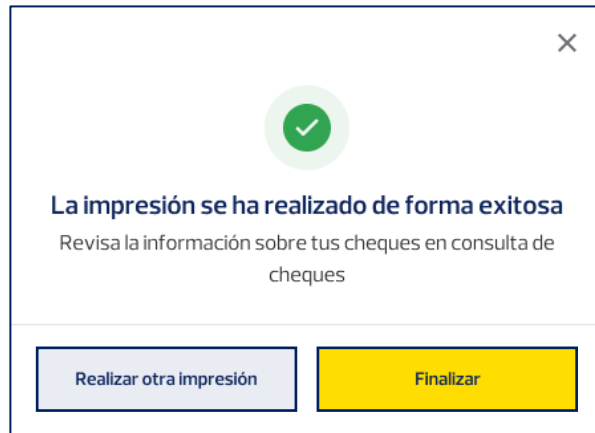 La impresión se ha realizado de forma exitosa
Revisa la información sobre tus cheques en consulta de
cheques
Realizar otra impresión
Finalizar